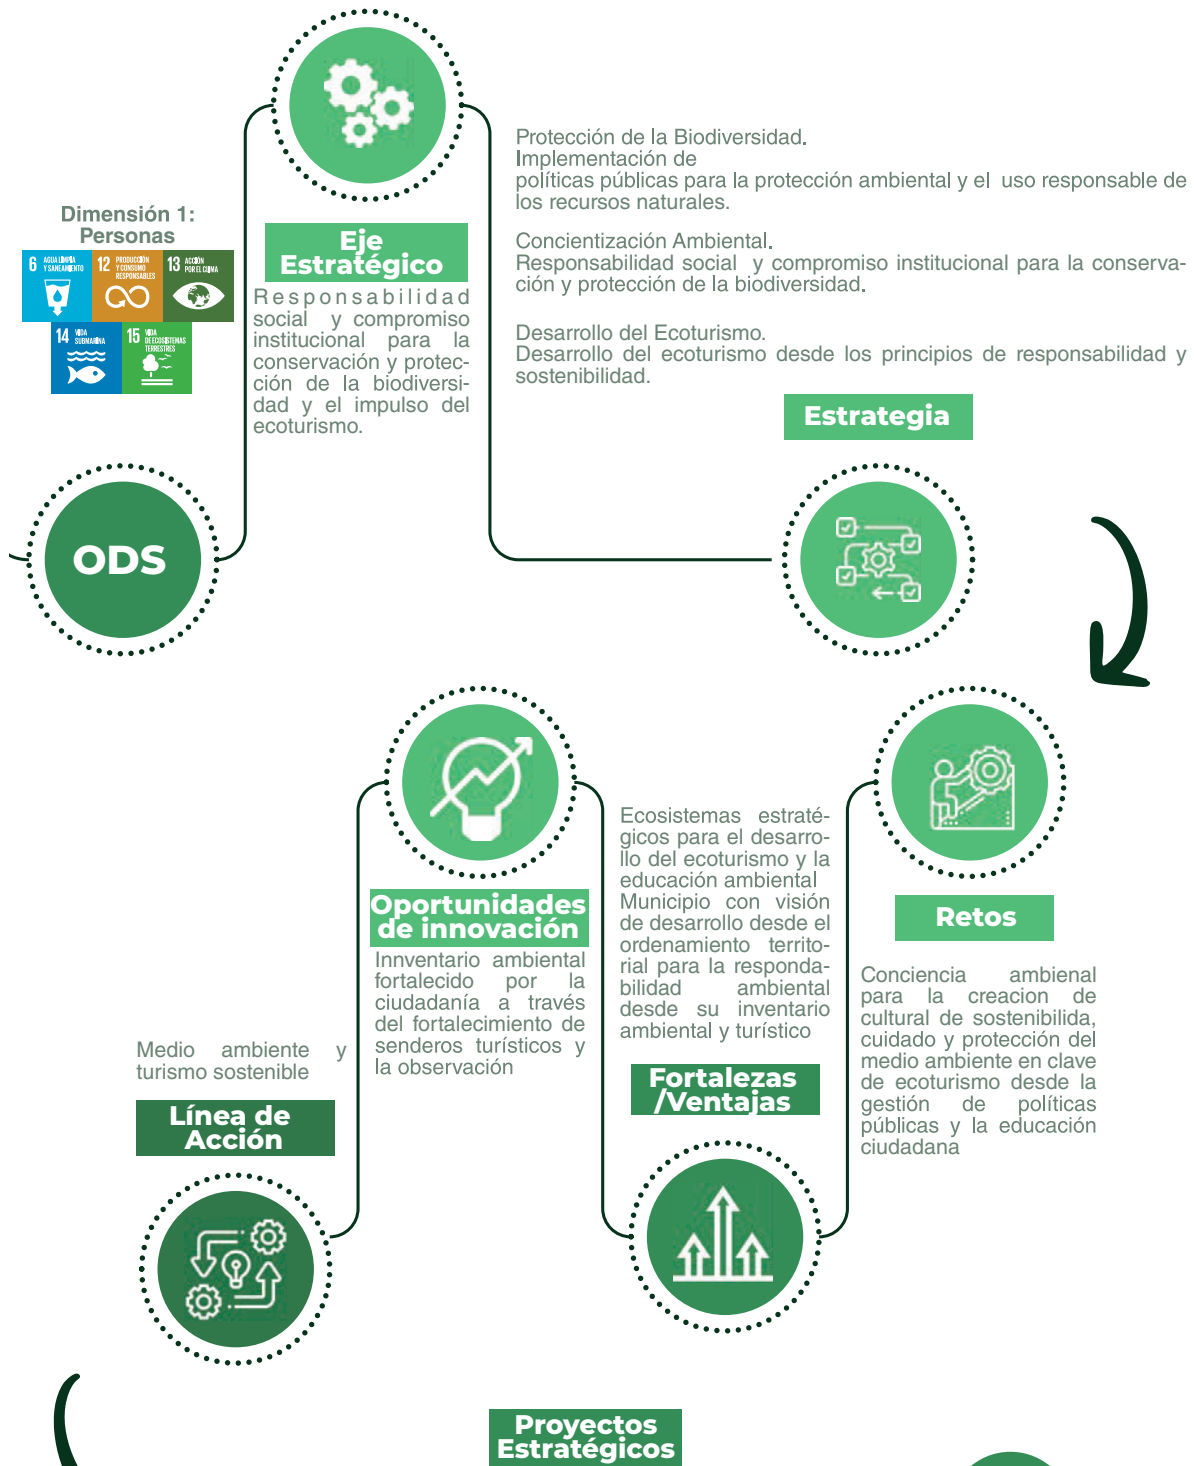 Dimensión 1:
Personas
6 AGUA LIMPIA
Y SANEAMIENTO
12 PRODUCCIÓN
Y CONSUMO
RESPONSABLES
13 ACCIÓN
POR EL CLIMA
14 VIDA
SUBMARINA
15 VIDA
DE ECOSISTEMAS
TERRESTRES
ODS
Eje
Estratégico
Responsabilidad
social y compromiso
institucional para la
conservación y protec-
ción de la biodiversi-
dad y el impulso del
ecoturismo.
Protección de la Biodiversidad.
Implementación de
políticas públicas para la protección ambiental y el uso responsable de
los recursos naturales.
Concientización Ambiental.
Responsabilidad social y compromiso institucional para la conserva-
ción y protección de la biodiversidad.
Desarrollo del Ecoturismo.
Desarrollo del ecoturismo desde los principios de responsabilidad y
sostenibilidad.
Estrategia
Retos
Conciencia ambienal
para la creacion de
cultural de sostenibilida,
cuidado y protección del
medio ambiente en clave
de ecoturismo desde la
gestión de políticas
públicas y la educación
ciudadana
Ecosistemas estraté-
gicos para el desarro-
llo del ecoturismo y la
educación ambiental
Municipio con visión
de desarrollo desde el
ordenamiento territo-
rial para la responda-
bilidad ambiental
desde su inventario
ambiental y turístico
Fortalezas
/Ventajas
Oportunidades
de innovación
Innventario ambiental
fortalecido por la
ciudadanía a través
del fortalecimiento de
senderos turísticos y
la observación
Medio ambiente y
turismo sostenible
Línea de
Acción
Proyectos
Estratégicos